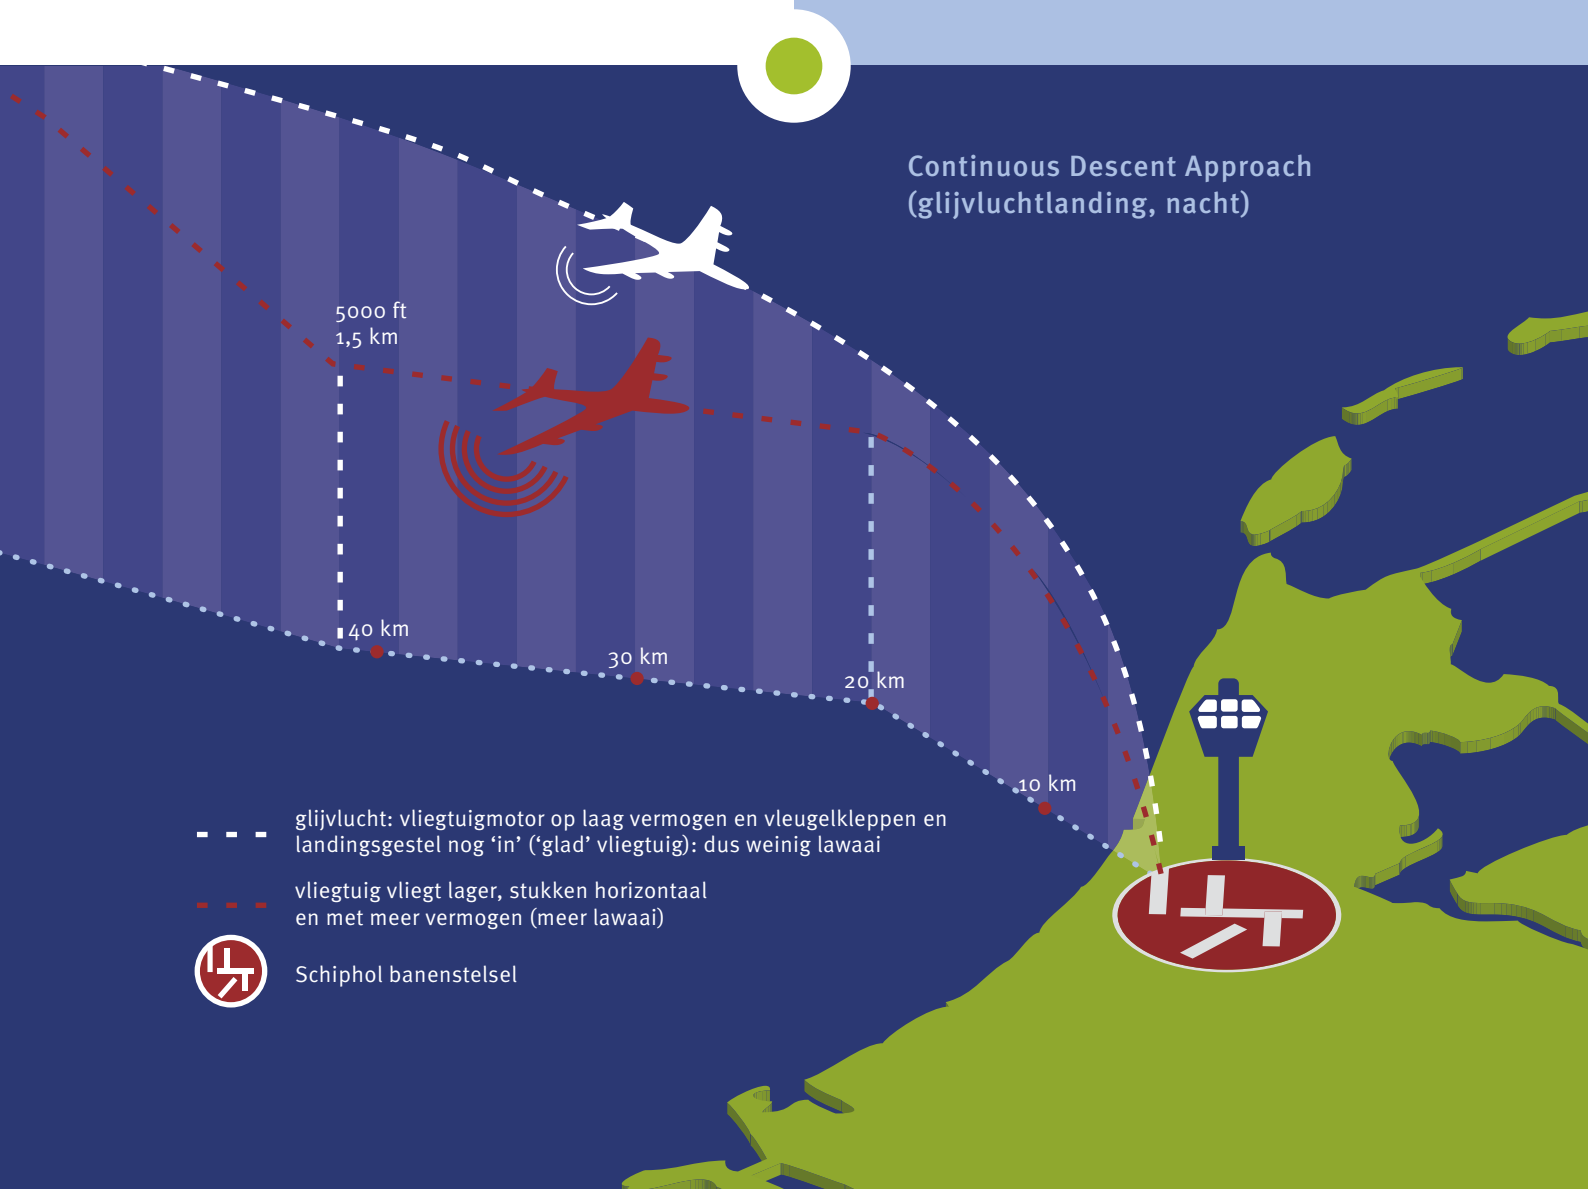 Continuous Descent Approach
(glijvluchtlanding, nacht)
5000 ft
1,5 km
40 km
30 km
20 km
10 km
glijvlucht: vliegtuigmotor op laag vermogen en vleugelkleppen en
landingsgestel nog ‘in’ (‘glad’ vliegtuig): dus weinig lawaai
vliegtuig vliegt lager, stukken horizontaal
en met meer vermogen (meer lawaai)
Schiphol banenstelsel